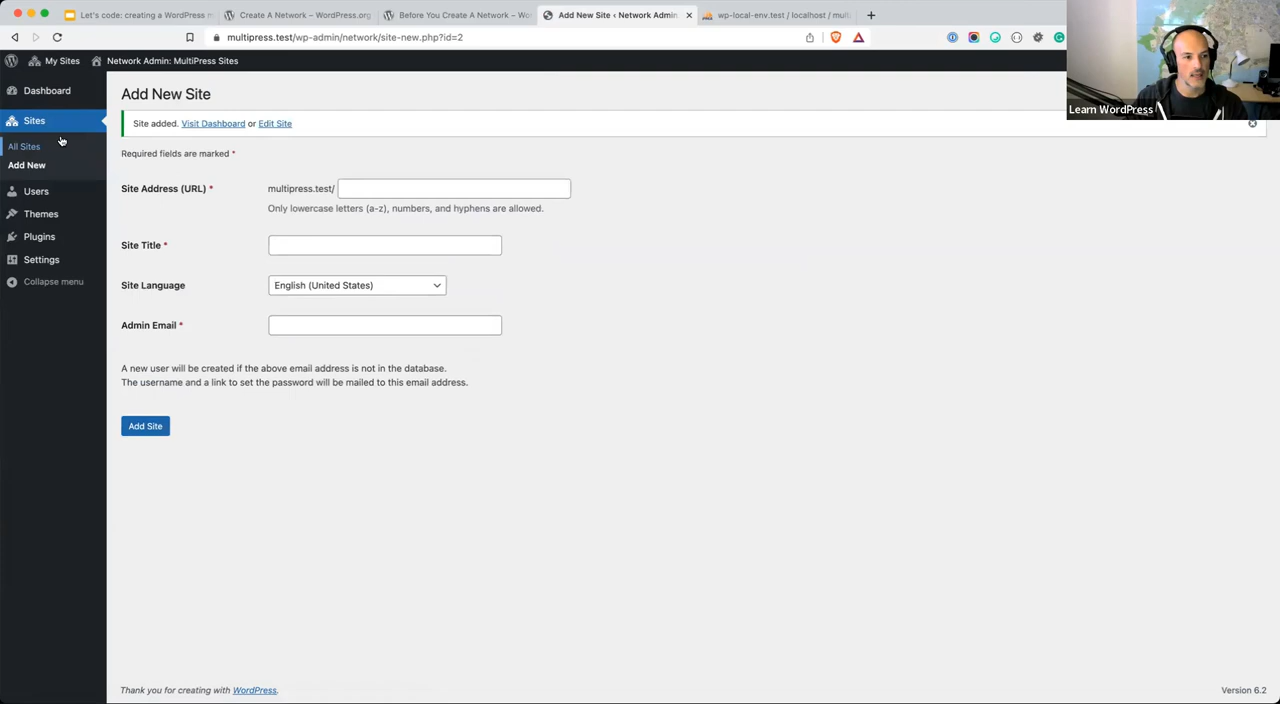 Let's code: creating a WordPress m
Create A Network – WordPress.org
Before You Create A Network – Wo
Add New Site ‹ Network Admin:
wp-local-env.test / localhost / mult
multipress.test/wp-admin/network/site-new.php?id=2
My Sites
Network Admin: MultiPress Sites
Learn WordPress
Dashboard
Sites
All Sites
Add New
Users
Themes
Plugins
Settings
Collapse menu
Add New Site
Site added. Visit Dashboard or Edit Site
Required fields are marked *
Site Address (URL) * multipress.test/
Only lowercase letters (a-z), numbers, and hyphens are allowed.
Site Title *
Site Language English (United States)
Admin Email *
A new user will be created if the above email address is not in the database.
The username and a link to set the password will be mailed to this email address.
Add Site
Thank you for creating with WordPress.
Version 6.2